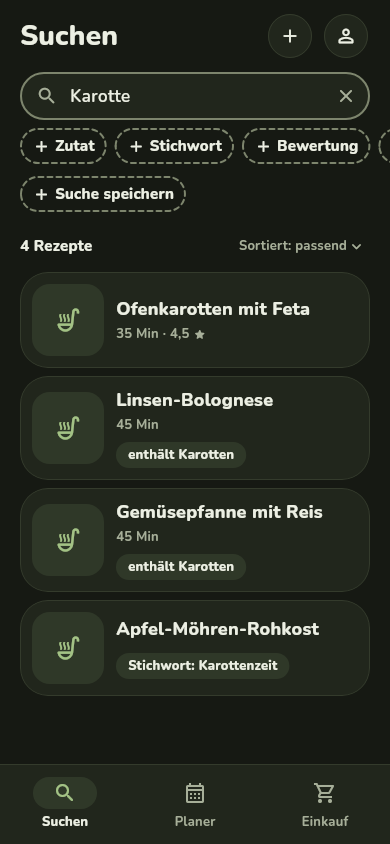 Suchen
Karotte
Zutat
Stichwort
Bewertung
Suche speichern
4 Rezepte
Sortiert: passend
Ofenkarotten mit Feta
35 Min · 4,5 ★
Linsen-Bolognese
45 Min
enthält Karotten
Gemüsepfanne mit Reis
45 Min
enthält Karotten
Apfel-Möhren-Rohkost
Stichwort: Karottenzeit
Suchen
Planer
Einkauf